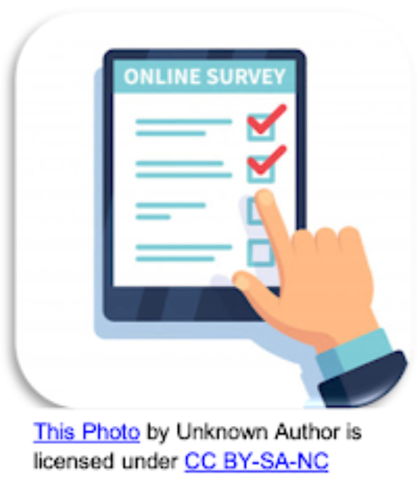 ONLINE SURVEY
This Photo by Unknown Author is
licensed under CC BY-SA-NC